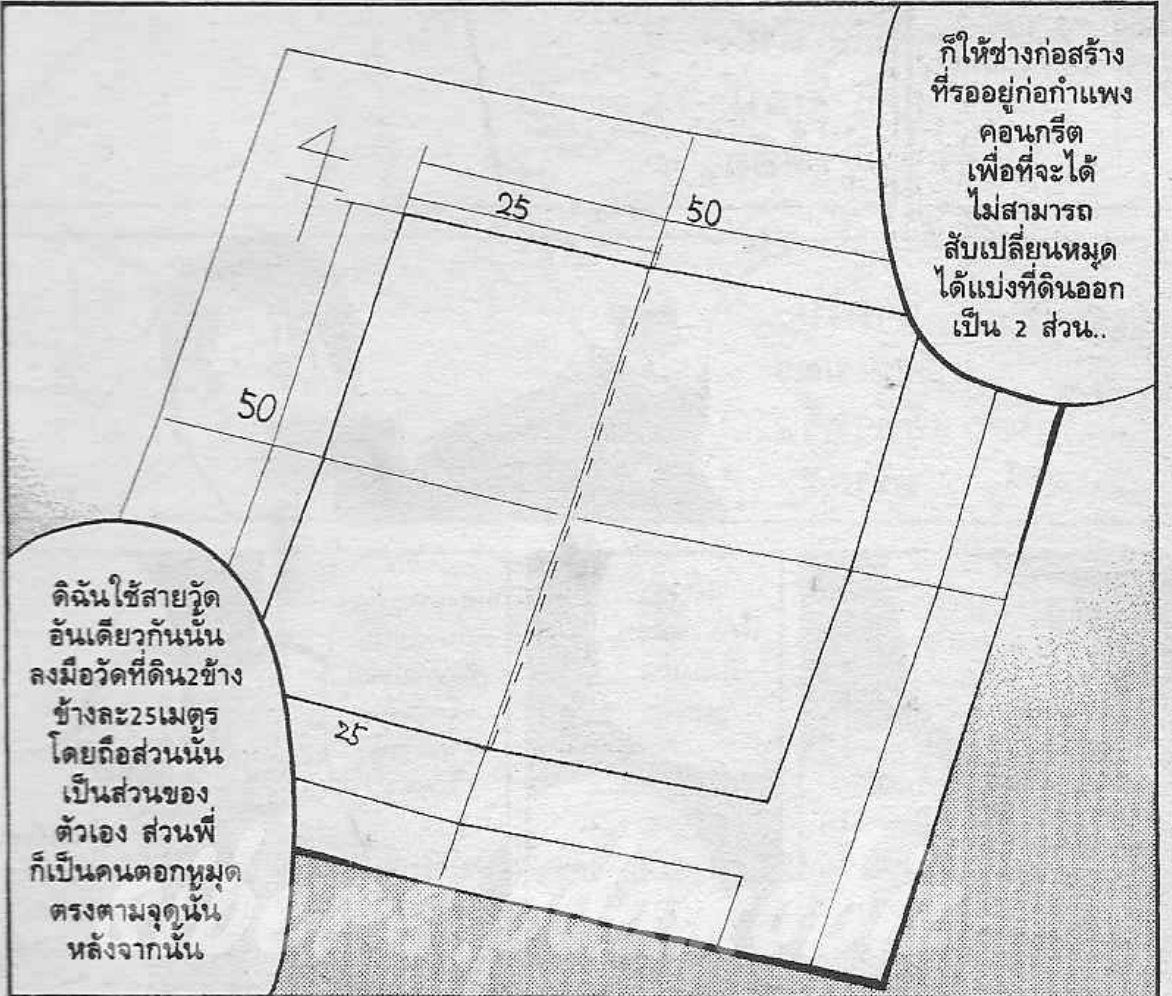 ดิฉันใช้สายวัด
อันเดียวกันนั้น
ลงมือวัดที่ดิน2ข้าง
ข้างละ25เมตร
โดยถือส่วนนั้น
เป็นส่วนของ
ตัวเอง ส่วนพี่
ก็เป็นคนตอกหมุด
ตรงตามจุดนั้น
หลังจากนั้น
ก็ให้ช่างก่อสร้าง
ที่รออยู่ก่อกำแพง
คอนกรีต
เพื่อที่จะได้
ไม่สามารถ
สับเปลี่ยนหมุด
ได้แบ่งที่ดินออก
เป็น 2 ส่วน..
25
50
50
25